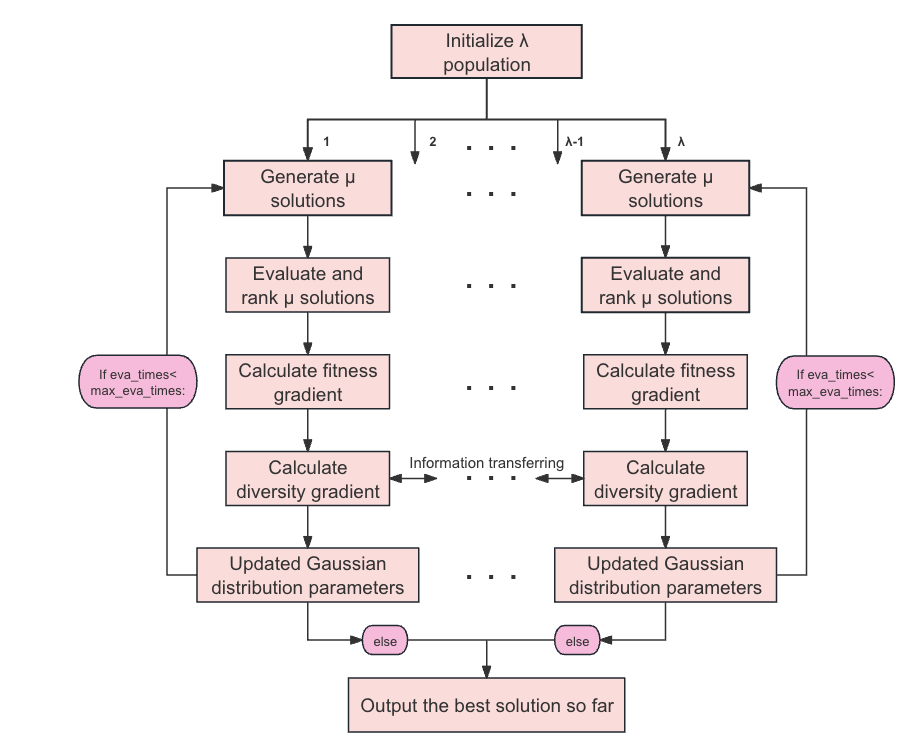 Initialize λ
population
1
2
. . .
λ-1
λ
Generate μ
solutions
. . .
Generate μ
solutions
Evaluate and
rank μ solutions
. . .
Evaluate and
rank μ solutions
If eva_times<
max_eva_times:
Calculate fitness
gradient
. . .
Calculate fitness
gradient
If eva_times<
max_eva_times:
Calculate
diversity gradient
Information transferring
. . .
Calculate
diversity gradient
Updated Gaussian
distribution parameters
. . .
Updated Gaussian
distribution parameters
else
else
Output the best solution so far